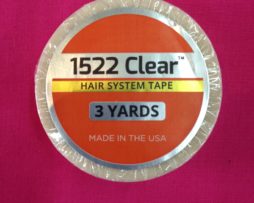 1522 Clear™
HAIR SYSTEM TAPE
3 YARDS
MADE IN THE USA